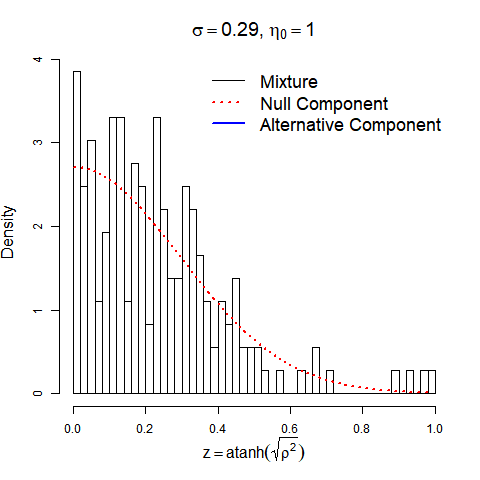 σ = 0.29, η₀ = 1
Mixture
Null Component
Alternative Component
Density
4
3
2
1
0
0.0 0.2 0.4 0.6 0.8 1.0
z = atanh(√ρ²)